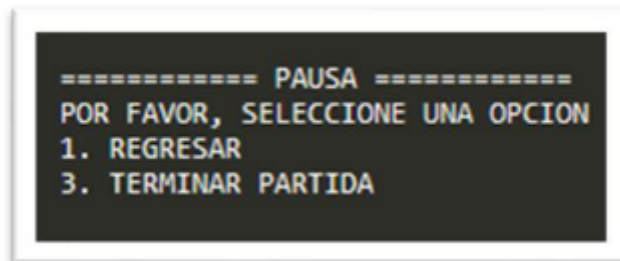 ============ PAUSA ============
POR FAVOR, SELECCIONE UNA OPCION
1. REGRESAR
3. TERMINAR PARTIDA